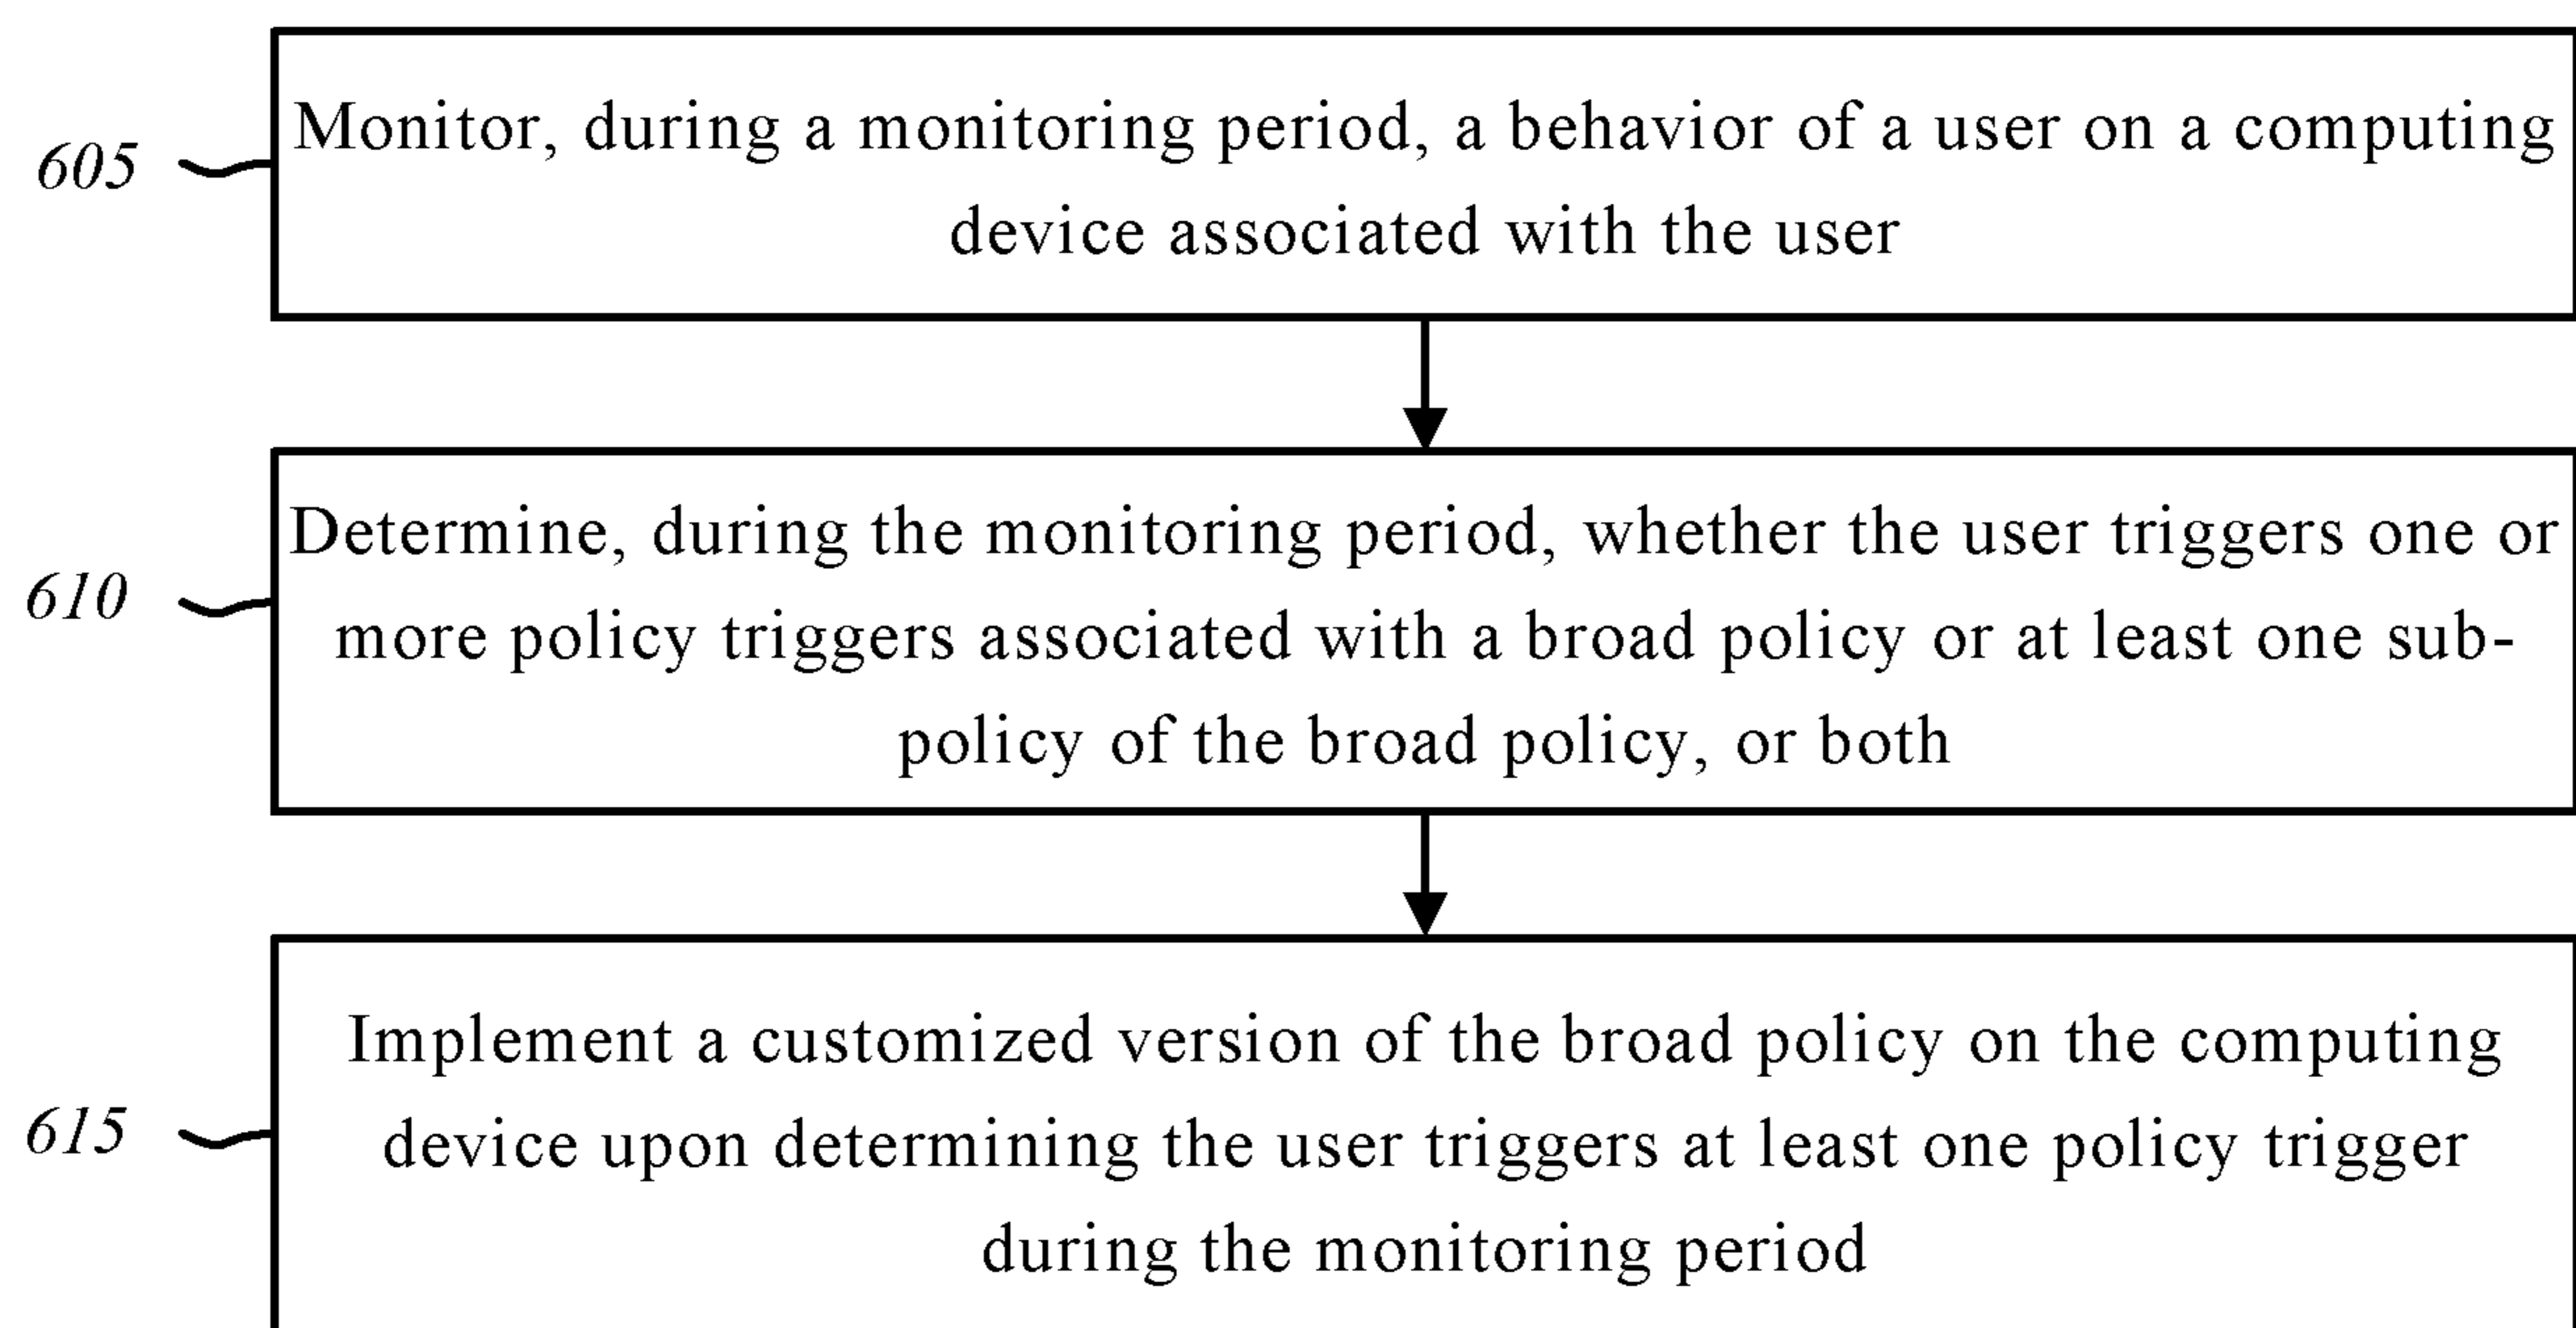 605
Monitor, during a monitoring period, a behavior of a user on a computing
device associated with the user
610
Determine, during the monitoring period, whether the user triggers one or
more policy triggers associated with a broad policy or at least one sub-
policy of the broad policy, or both
615
Implement a customized version of the broad policy on the computing
device upon determining the user triggers at least one policy trigger
during the monitoring period